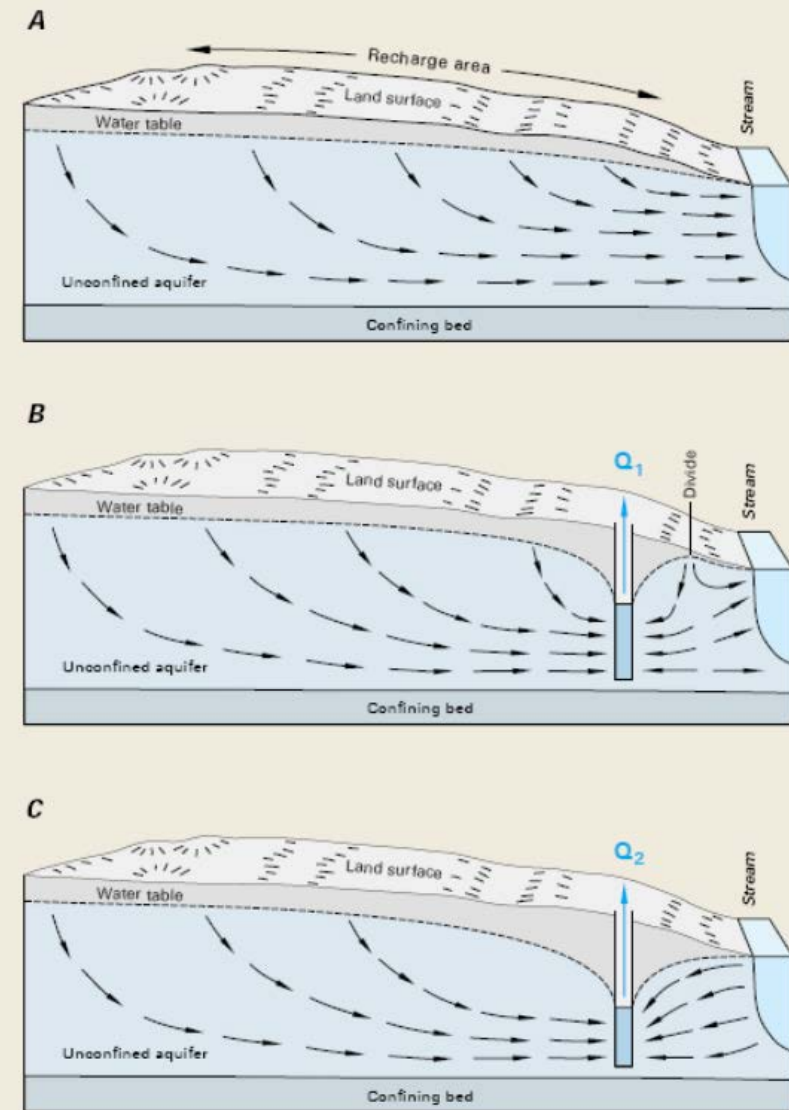 A
Recharge area
Land surface
Stream
Water table
Unconfined aquifer
Confining bed
B
Q1
Divide
Stream
Land surface
Water table
Unconfined aquifer
Confining bed
C
Q2
Stream
Land surface
Water table
Unconfined aquifer
Confining bed